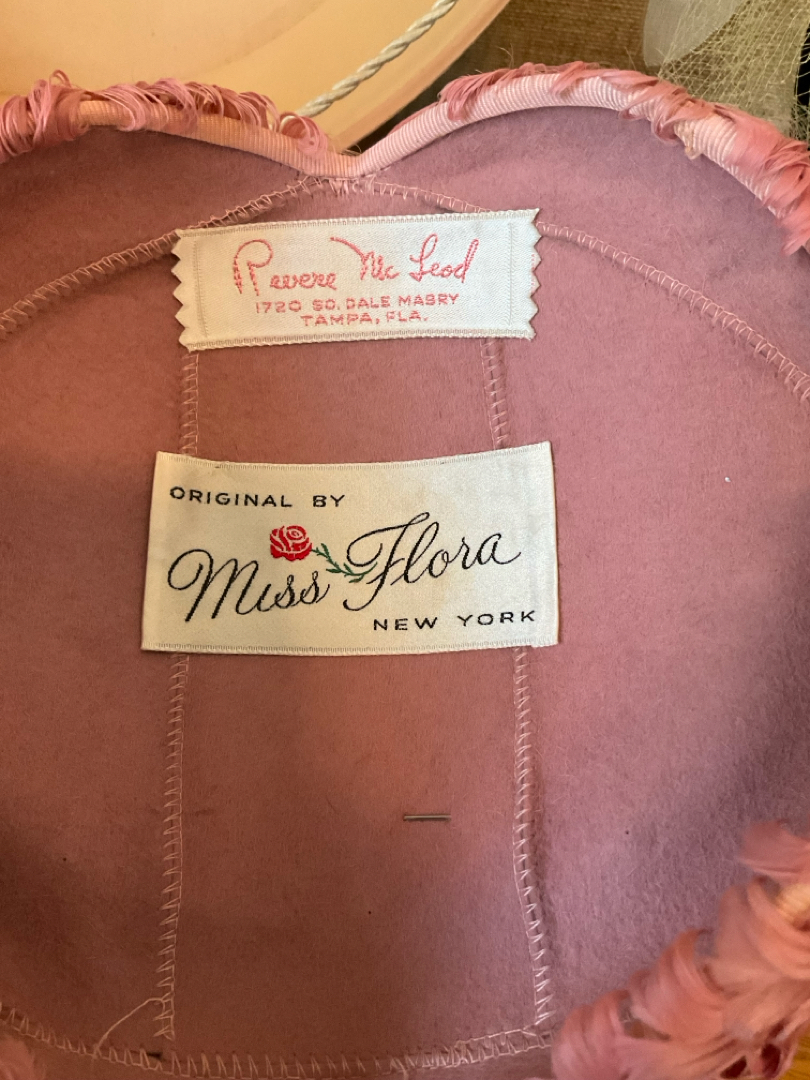 Revere Mc Leod
1720 SO. DALE MABRY
TAMPA, FLA.
ORIGINAL BY
Miss Flora
NEW YORK